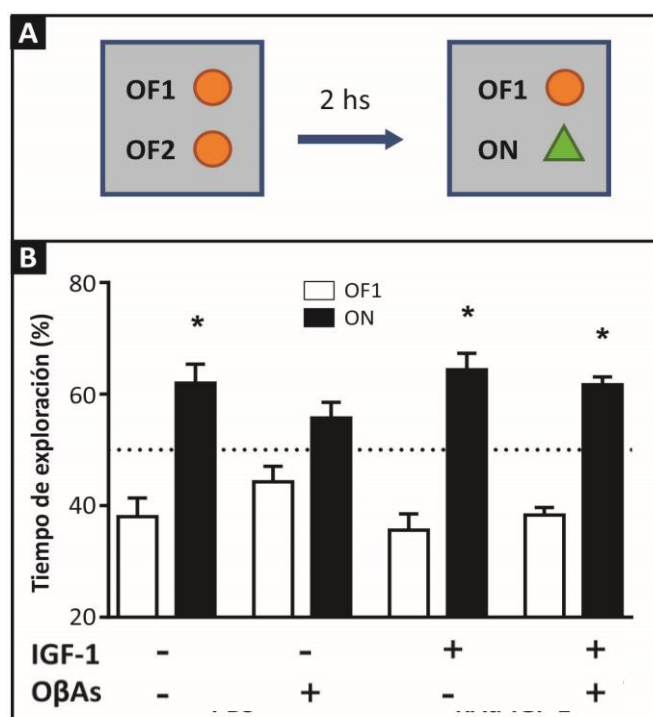 A
OF1
OF2
2 hs
OF1
ON
B
Tiempo de exploración (%)
80
60
40
20
OF1
ON
*
*
*
IGF-1 - - + +
OβAs - + - +